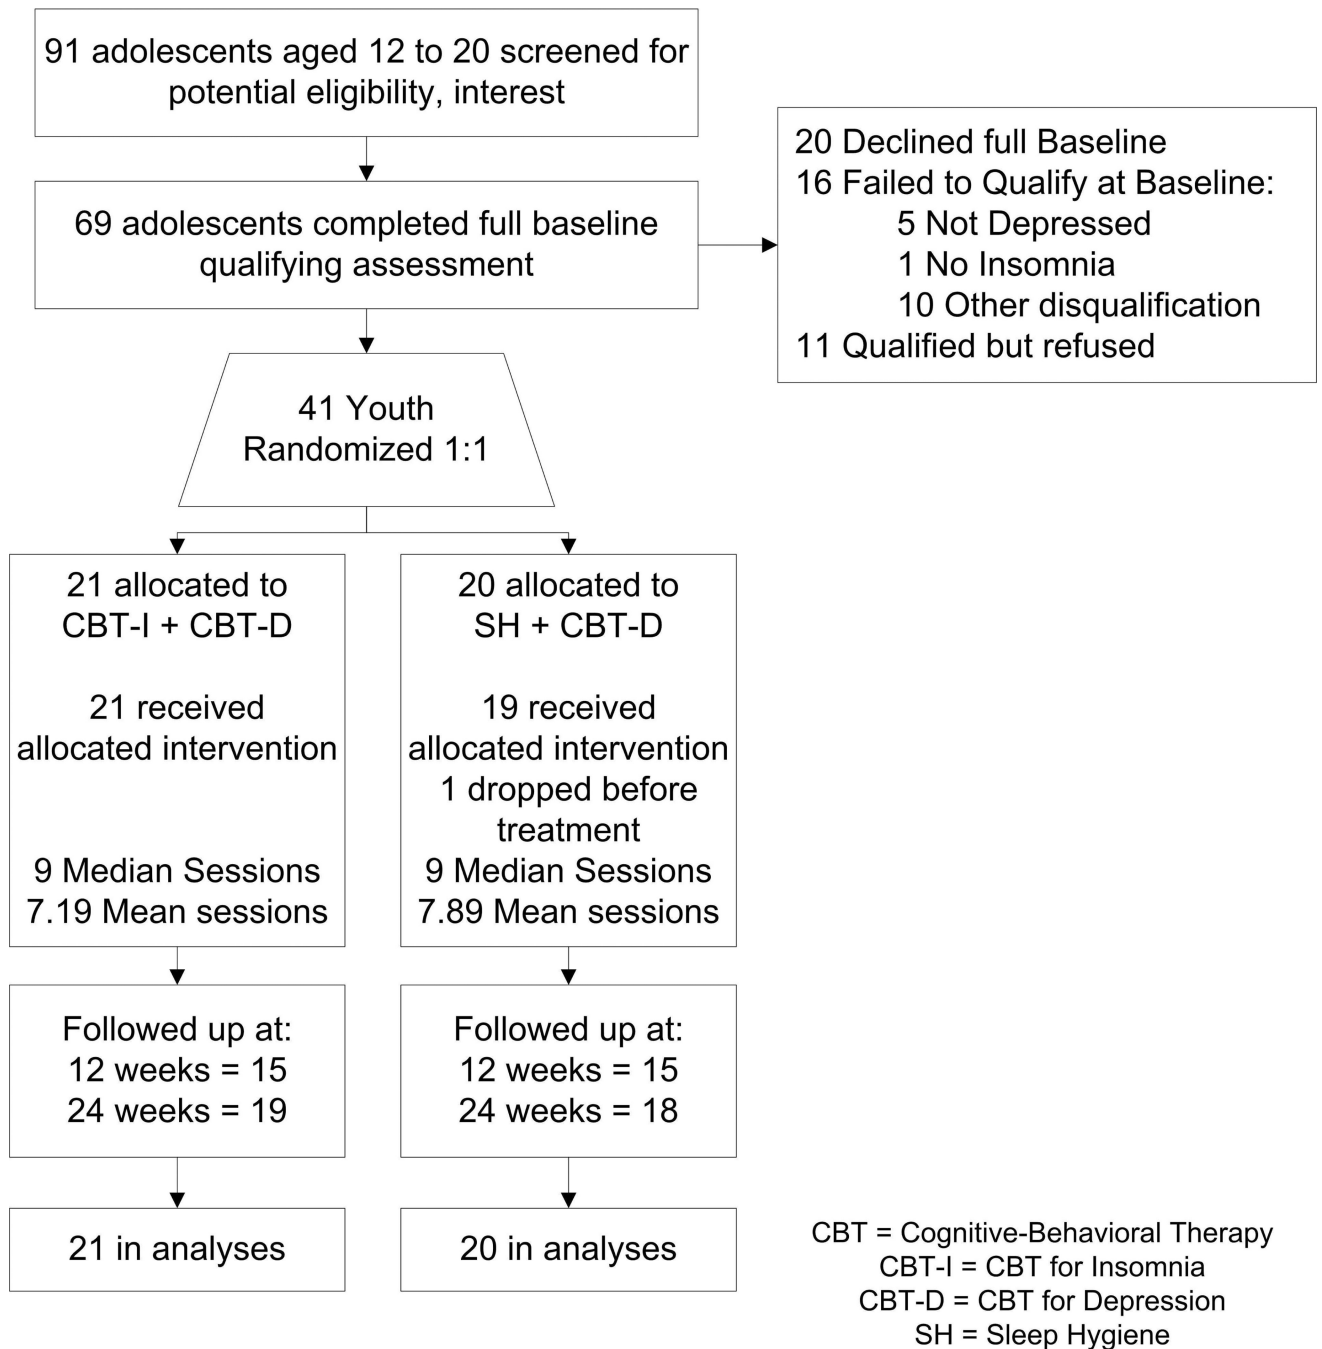 91 adolescents aged 12 to 20 screened for
potential eligibility, interest
20 Declined full Baseline
16 Failed to Qualify at Baseline:
5 Not Depressed
1 No Insomnia
10 Other disqualification
11 Qualified but refused
69 adolescents completed full baseline
qualifying assessment
41 Youth
Randomized 1:1
21 allocated to
CBT-I + CBT-D
21 received
allocated intervention
9 Median Sessions
7.19 Mean sessions
20 allocated to
SH + CBT-D
19 received
allocated intervention
1 dropped before
treatment
9 Median Sessions
7.89 Mean sessions
Followed up at:
12 weeks = 15
24 weeks = 19
Followed up at:
12 weeks = 15
24 weeks = 18
21 in analyses
20 in analyses
CBT = Cognitive-Behavioral Therapy
CBT-I = CBT for Insomnia
CBT-D = CBT for Depression
SH = Sleep Hygiene